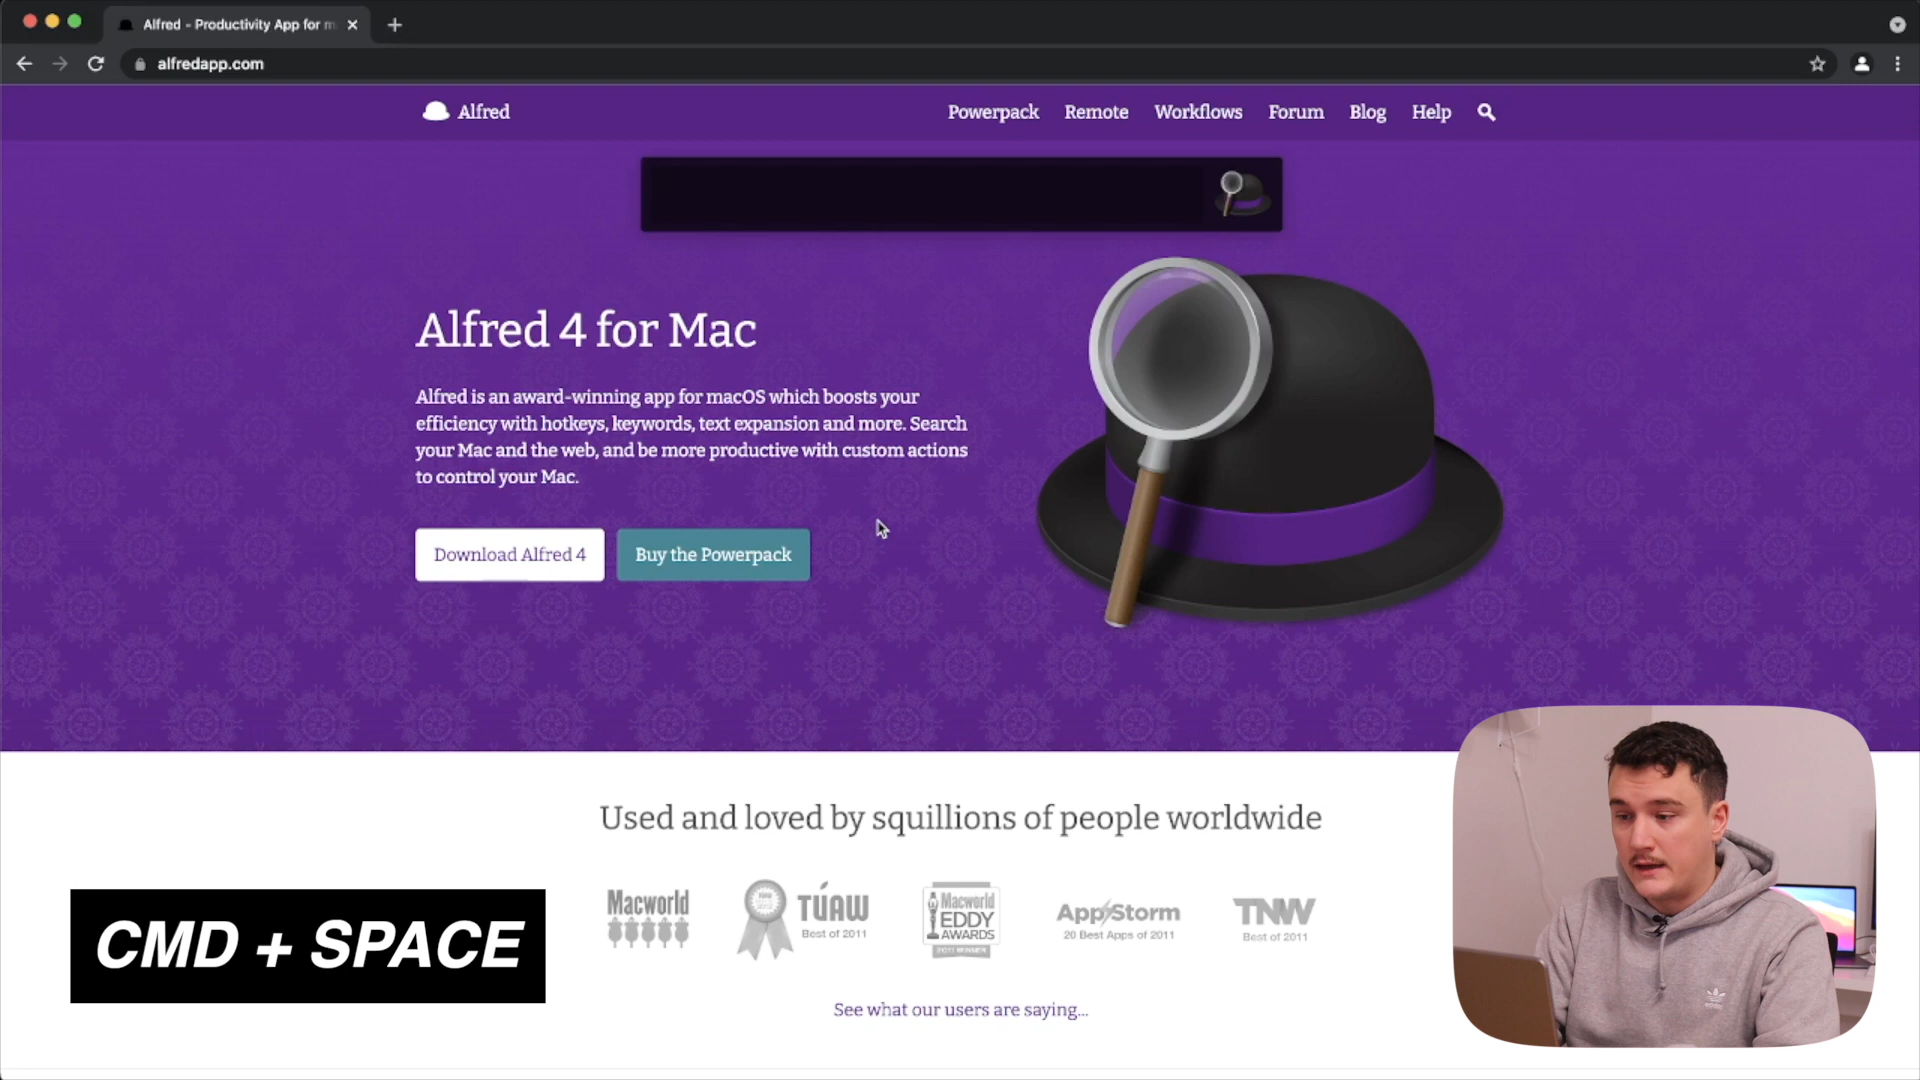 Alfred - Productivity App for m
alfredapp.com
Alfred
Powerpack Remote Workflows Forum Blog Help
Alfred 4 for Mac
Alfred is an award-winning app for macOS which boosts your
efficiency with hotkeys, keywords, text expansion and more. Search
your Mac and the web, and be more productive with custom actions
to control your Mac.
Download Alfred 4
Buy the Powerpack
Used and loved by squillions of people worldwide
Macworld
TÚAW
Best of 2011
Macworld
EDDY
AWARDS
2011 WINNER
AppStorm
20 Best Apps of 2011
TNW
Best of 2011
CMD + SPACE
See what our users are saying...